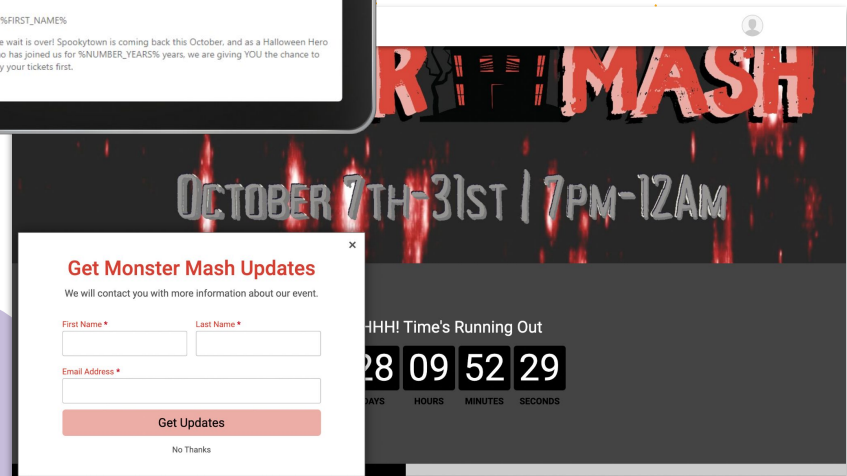 %FIRST_NAME%
wait is over! Spookytown is coming back this October, and as a Halloween Hero
has joined us for %NUMBER_YEARS% years, we are giving YOU the chance to
your tickets first.
MASH
October 7th-31st | 7pm-12am
×
Get Monster Mash Updates
We will contact you with more information about our event.
First Name * Last Name *
Email Address *
Get Updates
No Thanks
Time's Running Out
28 09 52 29
DAYS HOURS MINUTES SECONDS